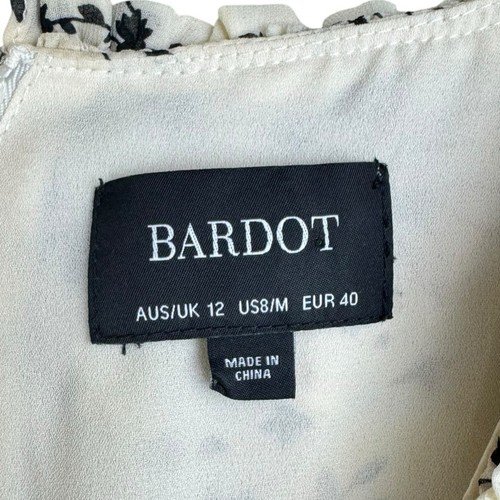 BARDOT
AUS/UK 12 US8/M EUR 40
MADE IN
CHINA